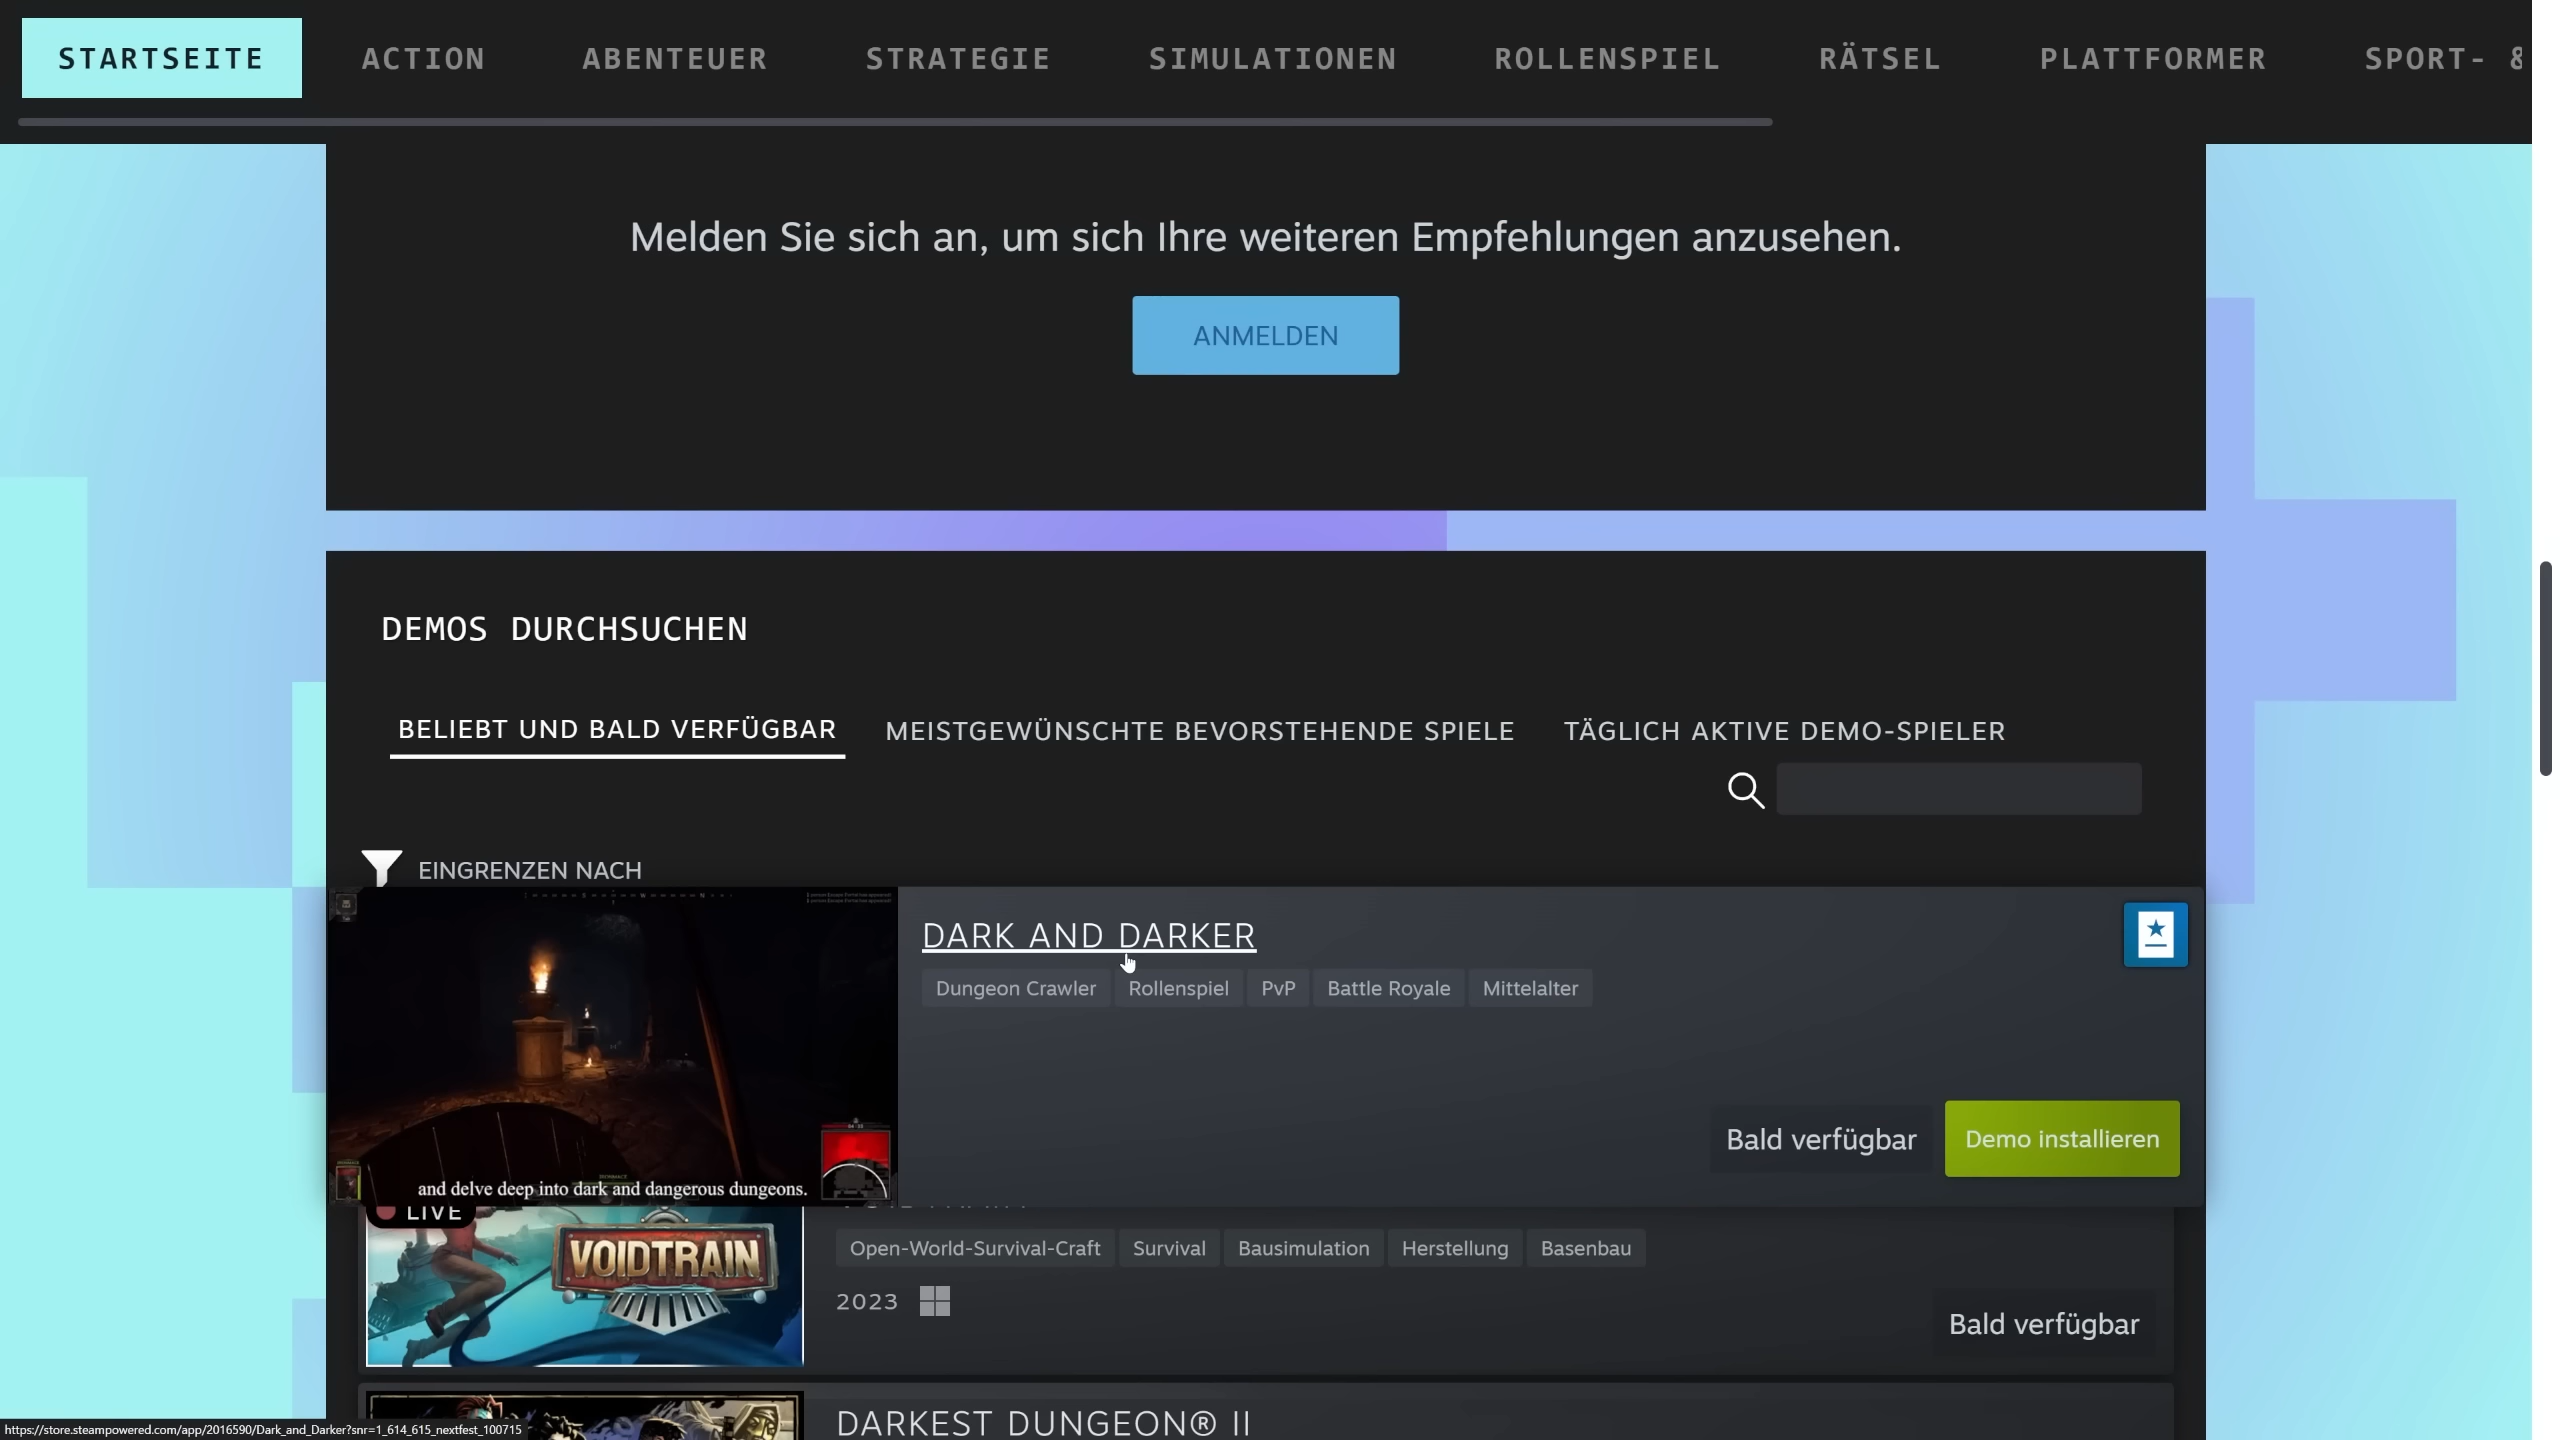 STARTSEITE ACTION ABENTEUER STRATEGIE SIMULATIONEN ROLLENSPIEL RÄTSEL PLATTFORMER SPORT- &
Melden Sie sich an, um sich Ihre weiteren Empfehlungen anzusehen.
ANMELDEN
DEMOS DURCHSUCHEN
BELIEBT UND BALD VERFÜGBAR MEISTGEWÜNSCHTE BEVORSTEHENDE SPIELE TÄGLICH AKTIVE DEMO-SPIELER
EINGRENZEN NACH
DARK AND DARKER
Dungeon Crawler Rollenspiel PvP Battle Royale Mittelalter
Bald verfügbar Demo installieren
and delve deep into dark and dangerous dungeons.
LIVE
VOIDTRAIN
Open-World-Survival-Craft Survival Bausimulation Herstellung Basenbau
2023
Bald verfügbar
DARKEST DUNGEON® II
https://store.steampowered.com/app/2016590/Dark_and_Darker?snr=1_614_615_nextfest_100715